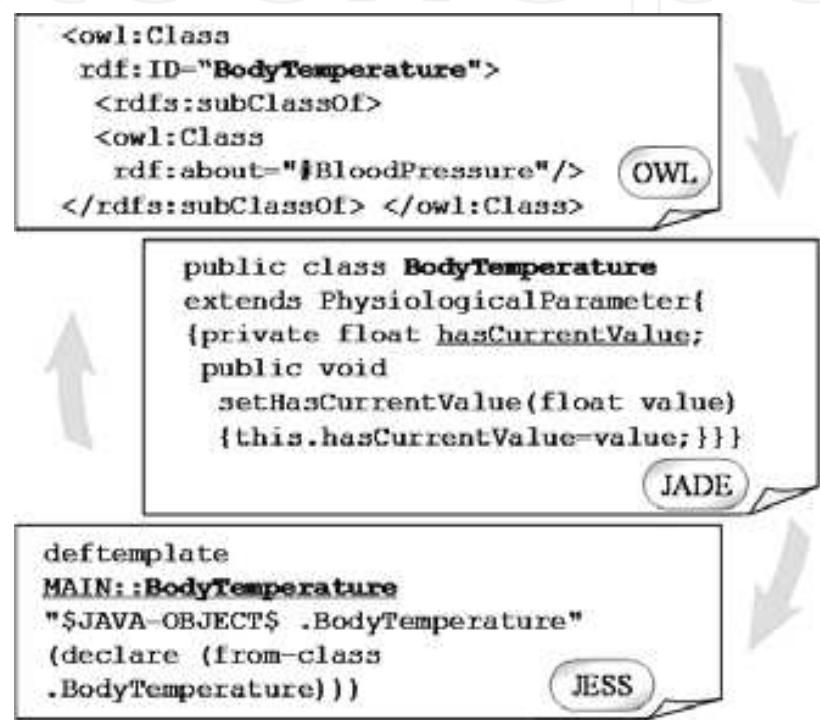 <owl:Class
rdf:ID="BodyTemperature">
<rdfs:subClassOf>
<owl:Class
rdf:about="#BloodPressure"/>
OWL
</rdfs:subClassOf> </owl:Class>
public class BodyTemperature
extends PhysiologicalParameter{
{private float hasCurrentValue;
public void
setHasCurrentValue(float value)
{this.hasCurrentValue=value;}}}
JADE
deftemplate
MAIN::BodyTemperature
"$JAVA-OBJECT$ .BodyTemperature"
(declare (from-class
.BodyTemperature)))
JESS